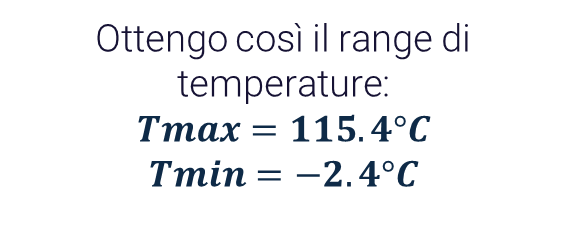 Ottengo così il range di
temperature:
Tmax = 115.4°C
Tmin = −2.4°C